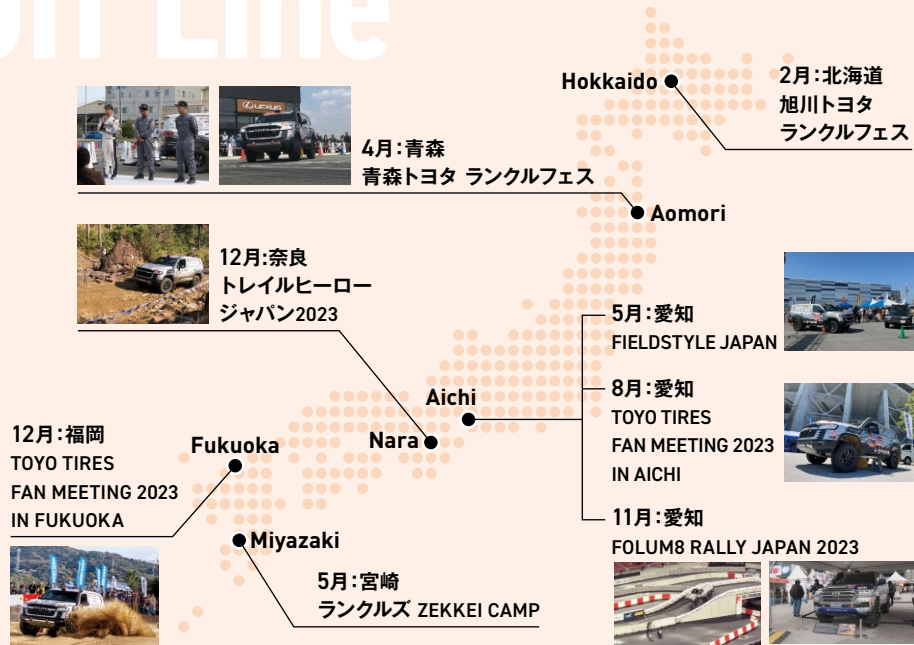 on Line
Hokkaido
2月：北海道
旭川トヨタ
ランクルフェス
4月：青森
青森トヨタ ランクルフェス
Aomori
12月:奈良
トレイルヒーロー
ジャパン2023
5月：愛知
FIELDSTYLE JAPAN
8月：愛知
TOYO TIRES
FAN MEETING 2023
IN AICHI
11月：愛知
FOLUM8 RALLY JAPAN 2023
Aichi
Nara
12月：福岡
TOYO TIRES
FAN MEETING 2023
IN FUKUOKA
Fukuoka
Miyazaki
5月：宮崎
ランクルズ ZEKKEI CAMP
LEXUS